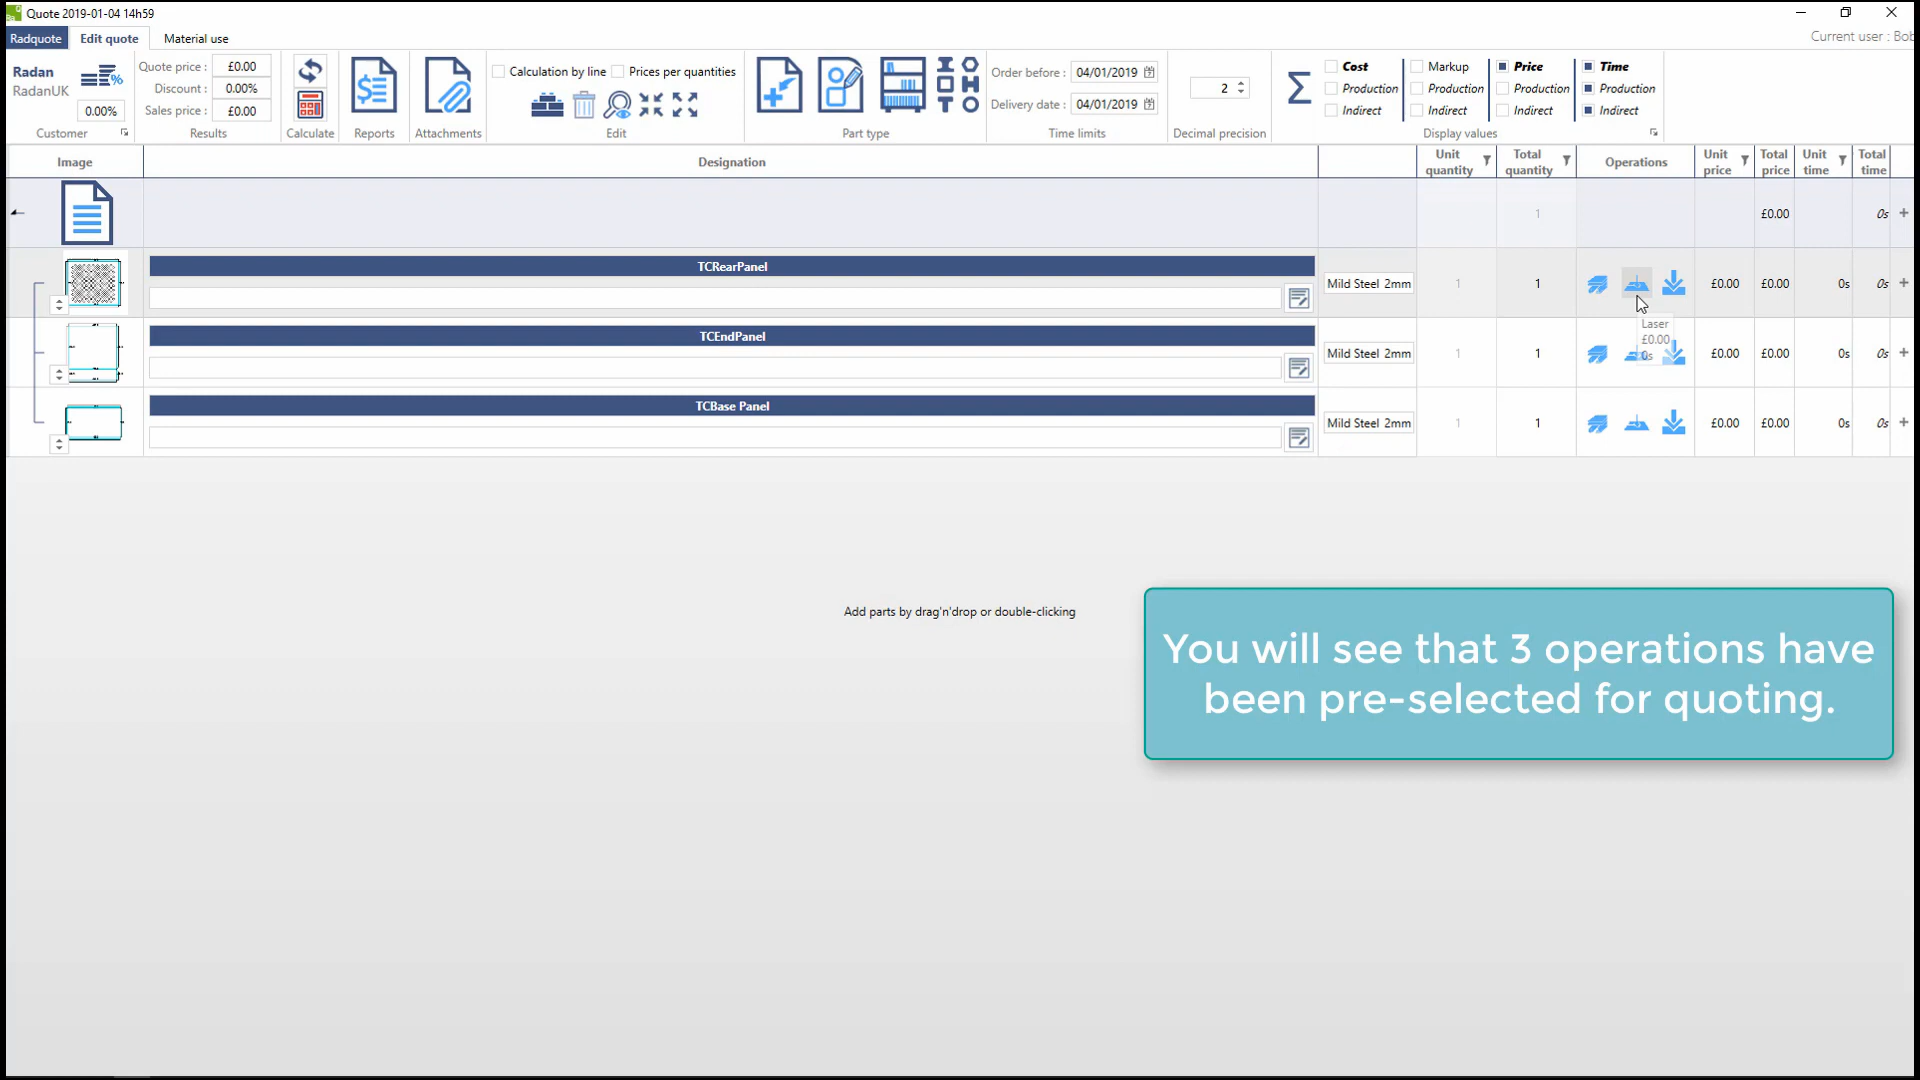 Quote 2019-01-04 14h59
Radquote Edit quote Material use
Current user : Bob
Radan
RadanUK
0.00%
Customer
Quote price : £0.00
Discount : 0.00%
Sales price : £0.00
Results
Calculate
Reports
Attachments
Calculation by line Prices per quantities
Edit
Part type
Order before : 04/01/2019
Delivery date : 04/01/2019
Time limits
2
Decimal precision
Cost Markup Price Time
Production Production Production Production
Indirect Indirect Indirect Indirect
Display values
Image Designation Unit quantity Total quantity Operations Unit price Total price Unit time Total time
1 £0.00 0s
TCRearPanel
Mild Steel 2mm 1 1 £0.00 £0.00 0s 0s
Laser
£0.00
0s
TCEndPanel
Mild Steel 2mm 1 1 £0.00 £0.00 0s 0s
TCBase Panel
Mild Steel 2mm 1 1 £0.00 £0.00 0s 0s
Add parts by drag'n'drop or double-clicking
You will see that 3 operations have
been pre-selected for quoting.